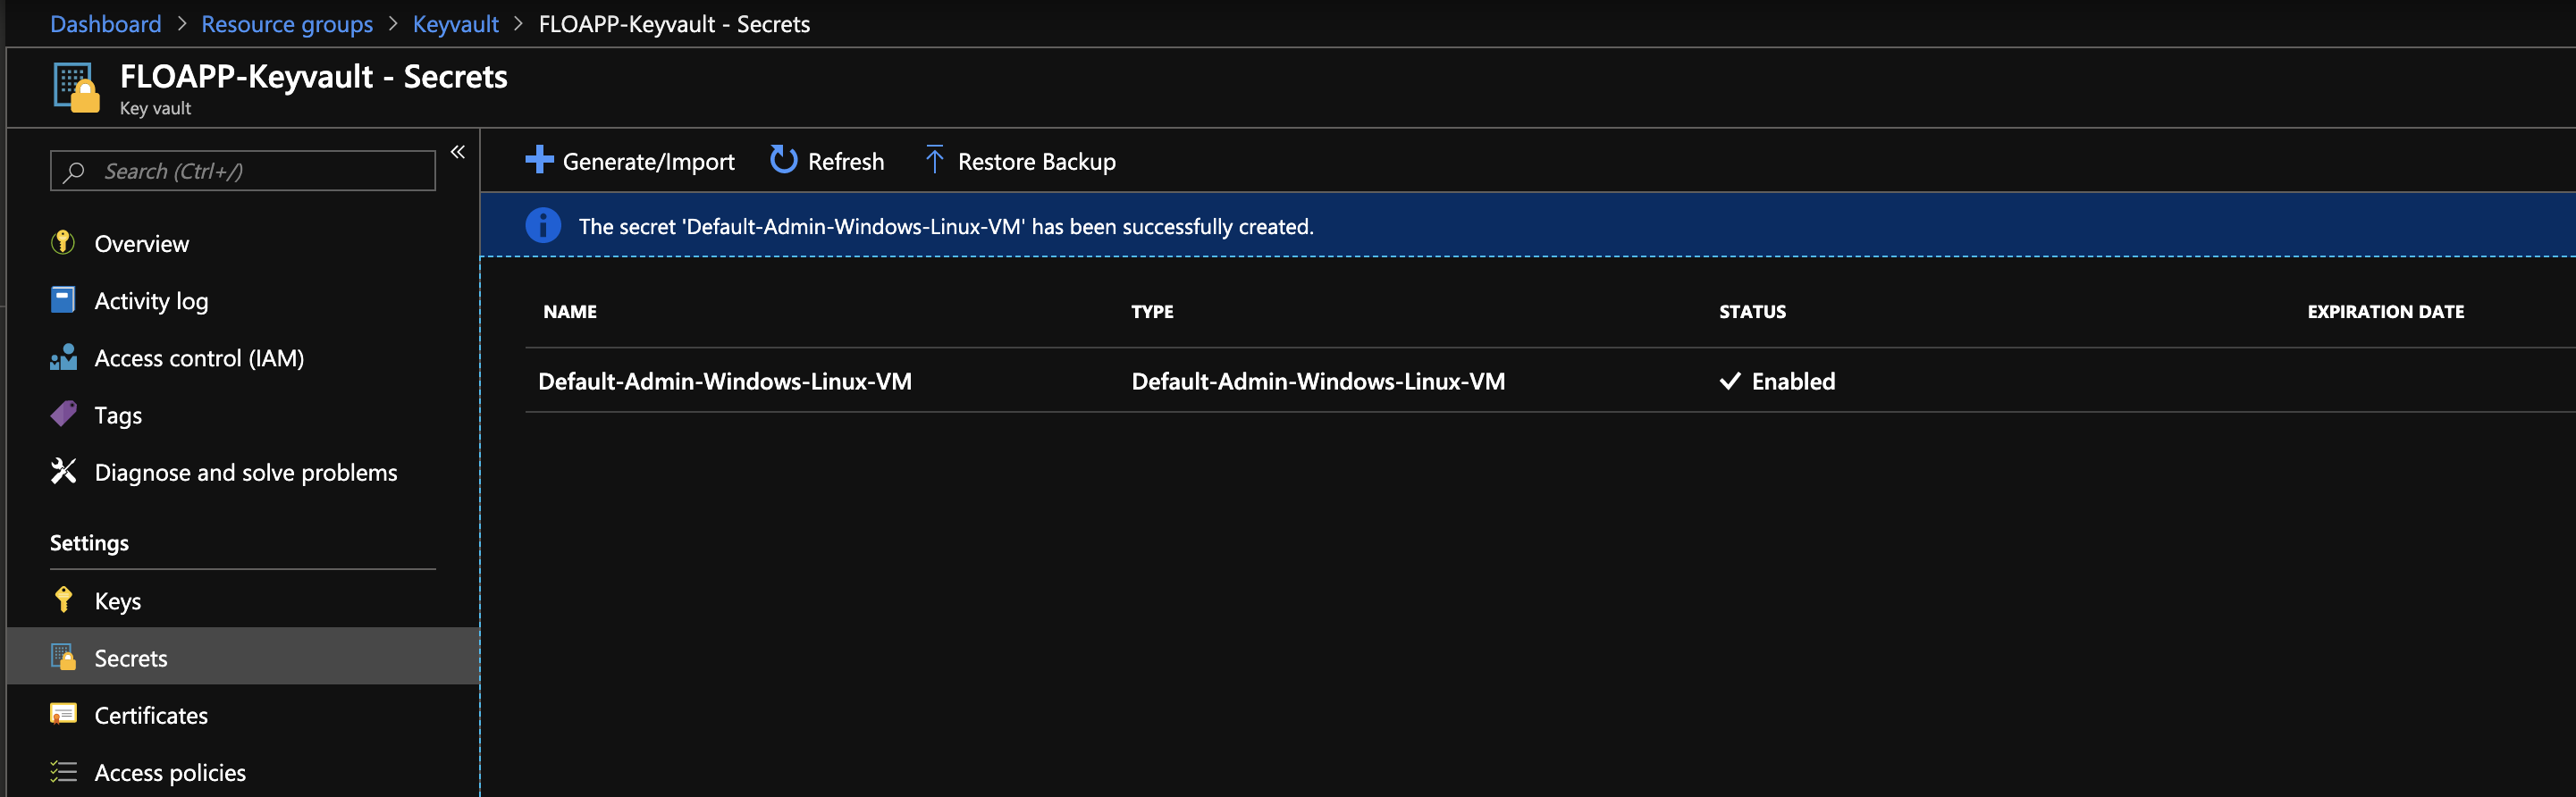 Dashboard > Resource groups > Keyvault > FLOAPP-Keyvault - Secrets
FLOAPP-Keyvault - Secrets
Key vault
Search (Ctrl+/)
«
Overview
Activity log
Access control (IAM)
Tags
Diagnose and solve problems
Settings
Keys
Secrets
Certificates
Access policies
Generate/Import Refresh Restore Backup
The secret 'Default-Admin-Windows-Linux-VM' has been successfully created.
NAME TYPE STATUS EXPIRATION DATE
Default-Admin-Windows-Linux-VM Default-Admin-Windows-Linux-VM ✓ Enabled